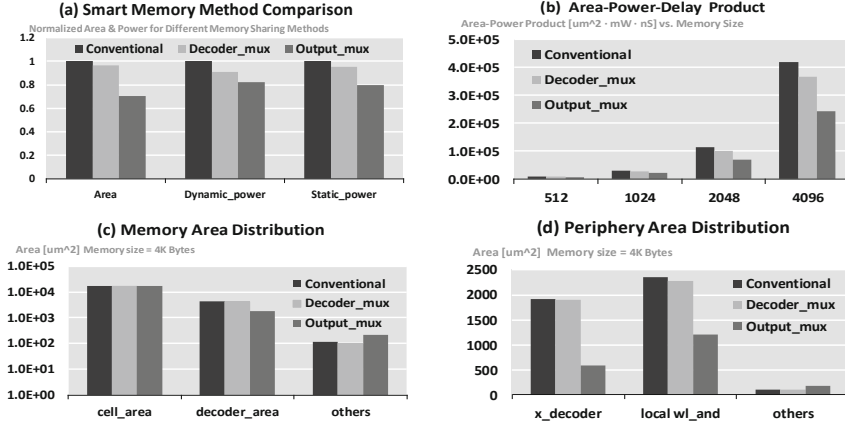 (a) Smart Memory Method Comparison
Normalized Area & Power for Different Memory Sharing Methods
Conventional Decoder_mux Output_mux
1.2
1
0.8
0.6
0.4
0.2
0
Area Dynamic_power Static_power
(b) Area-Power-Delay Product
Area-Power Product [um^2 · mW · nS] vs. Memory Size
5.0E+05
4.0E+05
3.0E+05
2.0E+05
1.0E+05
0.0E+00
Conventional
Decoder_mux
Output_mux
512 1024 2048 4096
(c) Memory Area Distribution
Area [um^2] Memory size = 4K Bytes
1.0E+05
1.0E+04
1.0E+03
1.0E+02
1.0E+01
1.0E+00
Conventional
Decoder_mux
Output_mux
cell_area decoder_area others
(d) Periphery Area Distribution
Area [um^2] Memory size = 4K Bytes
2500
2000
1500
1000
500
0
Conventional
Decoder_mux
Output_mux
x_decoder local wl_and others